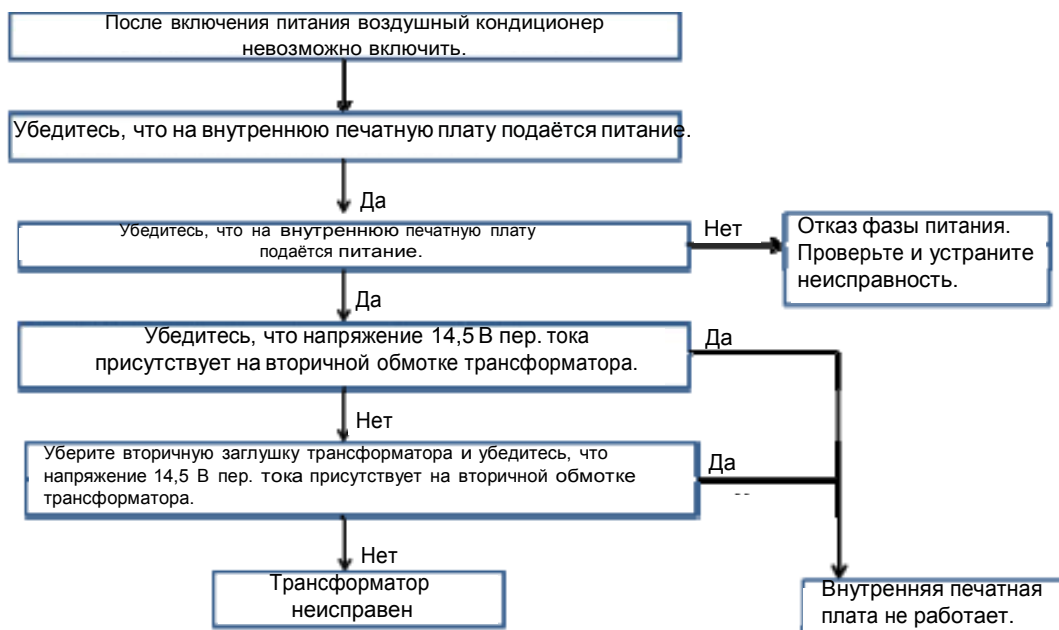 После включения питания воздушный кондиционер
невозможно включить.
Убедитесь, что на внутреннюю печатную плату подаётся питание.
Да
Убедитесь, что на внутреннюю печатную плату
подаётся питание.
Нет
Отказ фазы питания.
Проверьте и устраните
неисправность.
Да
Убедитесь, что напряжение 14,5 В пер. тока
присутствует на вторичной обмотке трансформатора.
Да
Нет
Уберите вторичную заглушку трансформатора и убедитесь, что
напряжение 14,5 В пер. тока присутствует на вторичной обмотке
трансформатора.
Да
Нет
Трансформатор
неисправен
Внутренняя печатная
плата не работает.